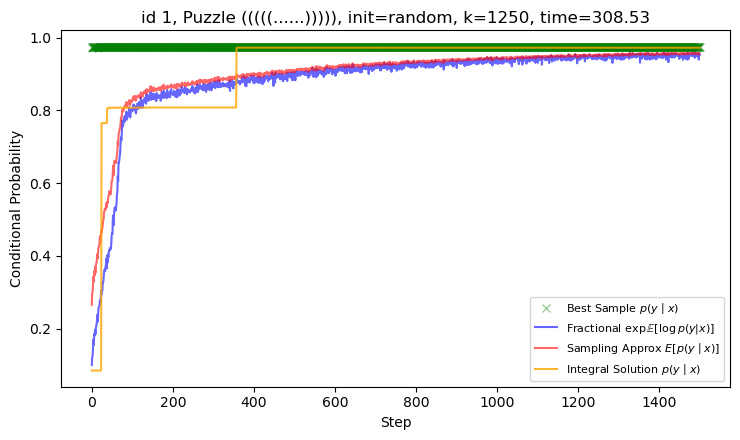 id 1, Puzzle (((((......))))), init=random, k=1250, time=308.53
Conditional Probability
1.0
0.8
0.6
0.4
0.2
Best Sample p(y | x)
Fractional exp𝔼[log p(y|x)]
Sampling Approx E[p(y | x)]
Integral Solution p(y | x)
0 200 400 600 800 1000 1200 1400
Step